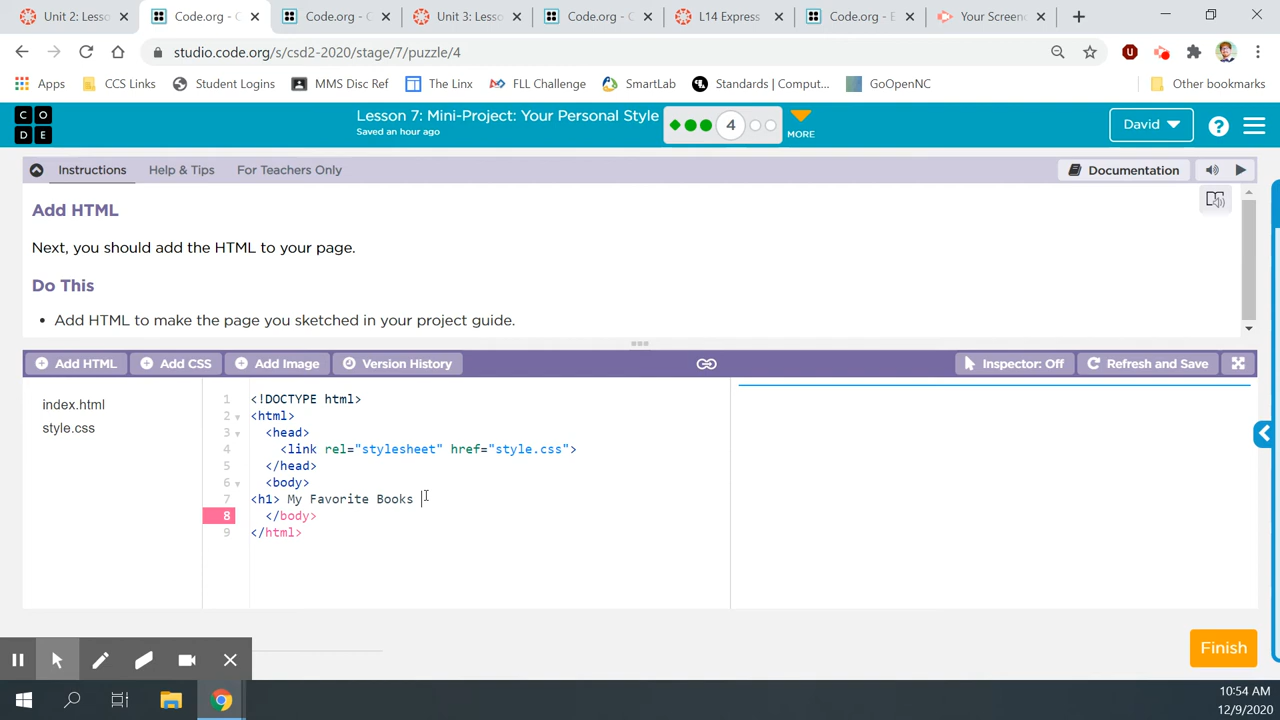 Unit 2: Lesso
Code.org - C
Code.org - C
Unit 3: Lesso
Code.org - C
L14 Express
Code.org - E
Your Screenc
studio.code.org/s/csd2-2020/stage/7/puzzle/4
Apps
CCS Links
Student Logins
MMS Disc Ref
The Linx
FLL Challenge
SmartLab
Standards | Comput...
GoOpenNC
Other bookmarks
C O
D E
Lesson 7: Mini-Project: Your Personal Style
Saved an hour ago
4
MORE
David
Instructions
Help & Tips
For Teachers Only
Documentation
Add HTML
Next, you should add the HTML to your page.
Do This
• Add HTML to make the page you sketched in your project guide.
Add HTML
Add CSS
Add Image
Version History
Inspector: Off
Refresh and Save
index.html
style.css
1 <!DOCTYPE html>
2 <html>
3 <head>
4 <link rel="stylesheet" href="style.css">
5 </head>
6 <body>
7 <h1> My Favorite Books
8 </body>
9 </html>
Finish
10:54 AM
12/9/2020